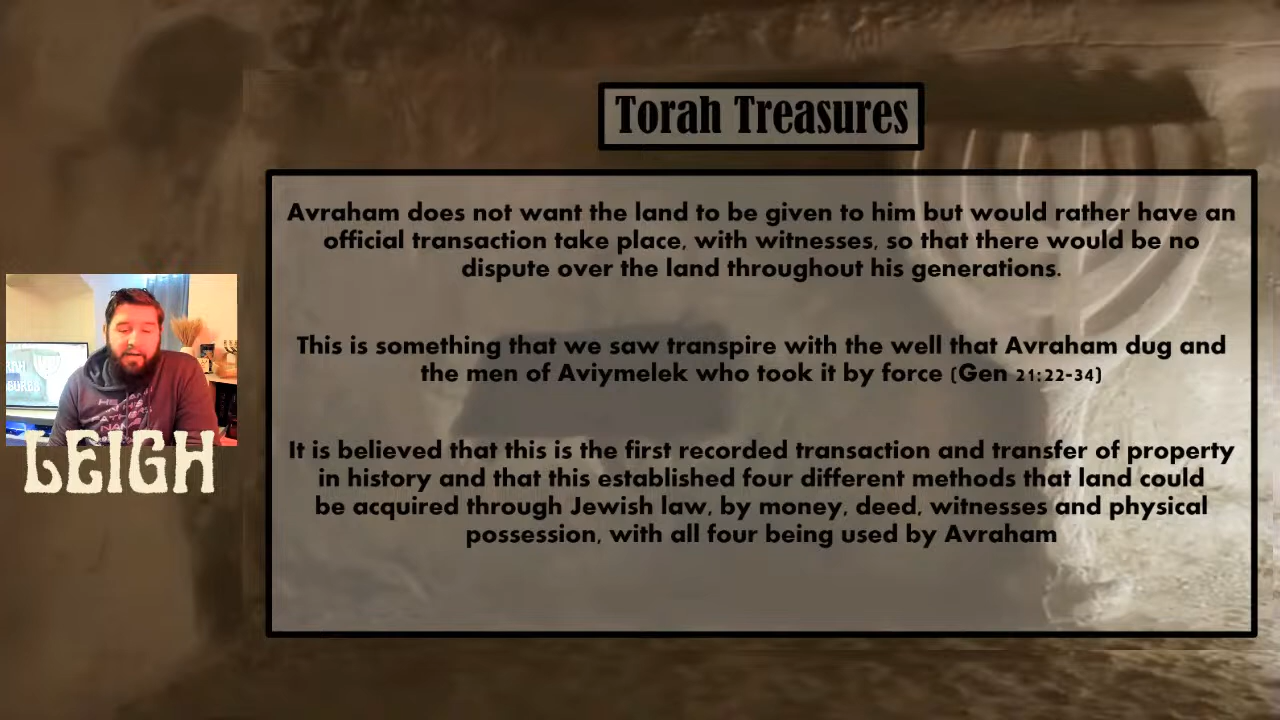 Torah Treasures
Avraham does not want the land to be given to him but would rather have an
official transaction take place, with witnesses, so that there would be no
dispute over the land throughout his generations.
This is something that we saw transpire with the well that Avraham dug and
the men of Aviymelek who took it by force (Gen 21:22-34)
It is believed that this is the first recorded transaction and transfer of property
in history and that this established four different methods that land could
be acquired through Jewish law, by money, deed, witnesses and physical
possession, with all four being used by Avraham
LEIGH